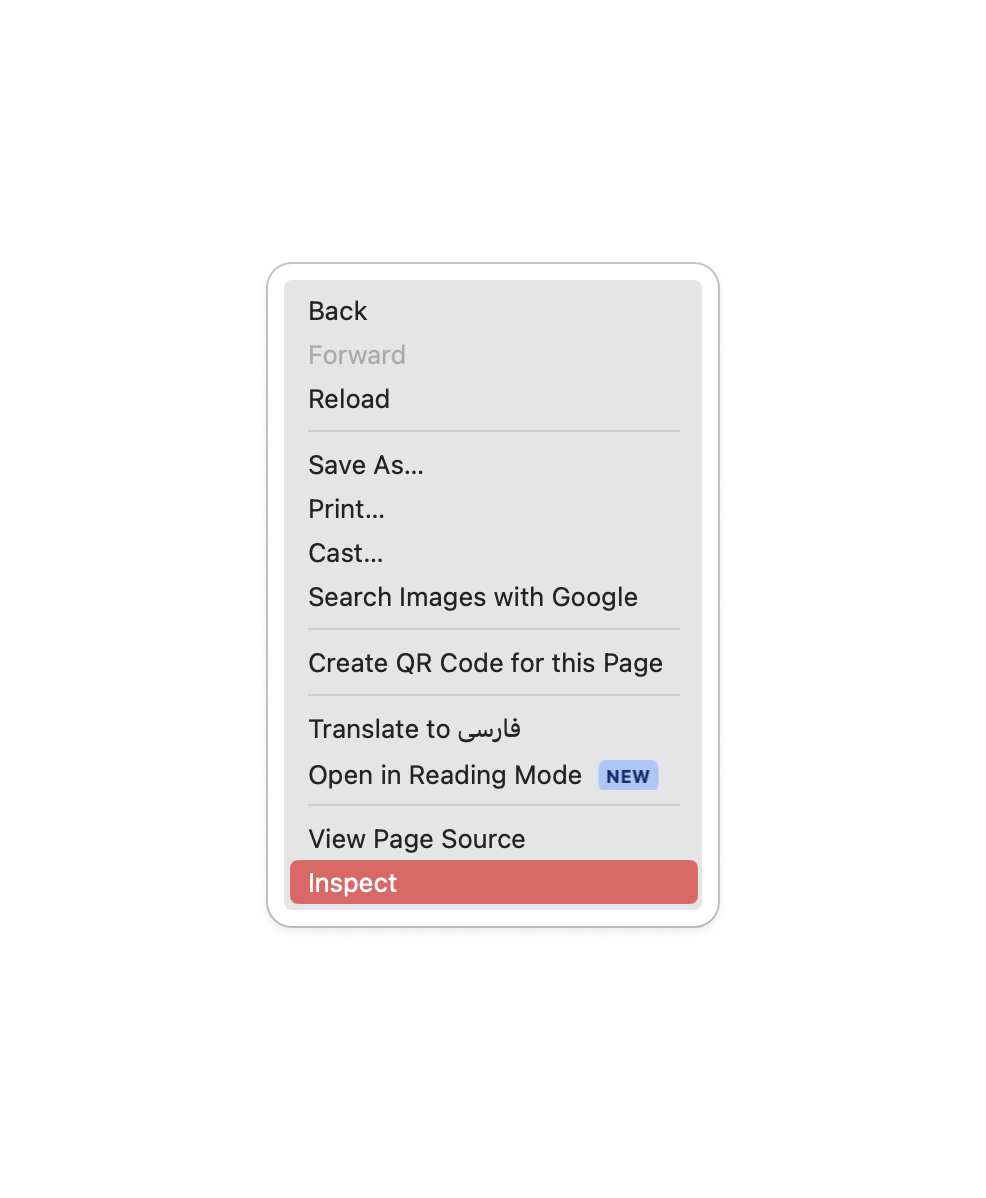 Back
Forward
Reload
Save As...
Print...
Cast...
Search Images with Google
Create QR Code for this Page
Translate to فارسی
Open in Reading Mode NEW
View Page Source
Inspect